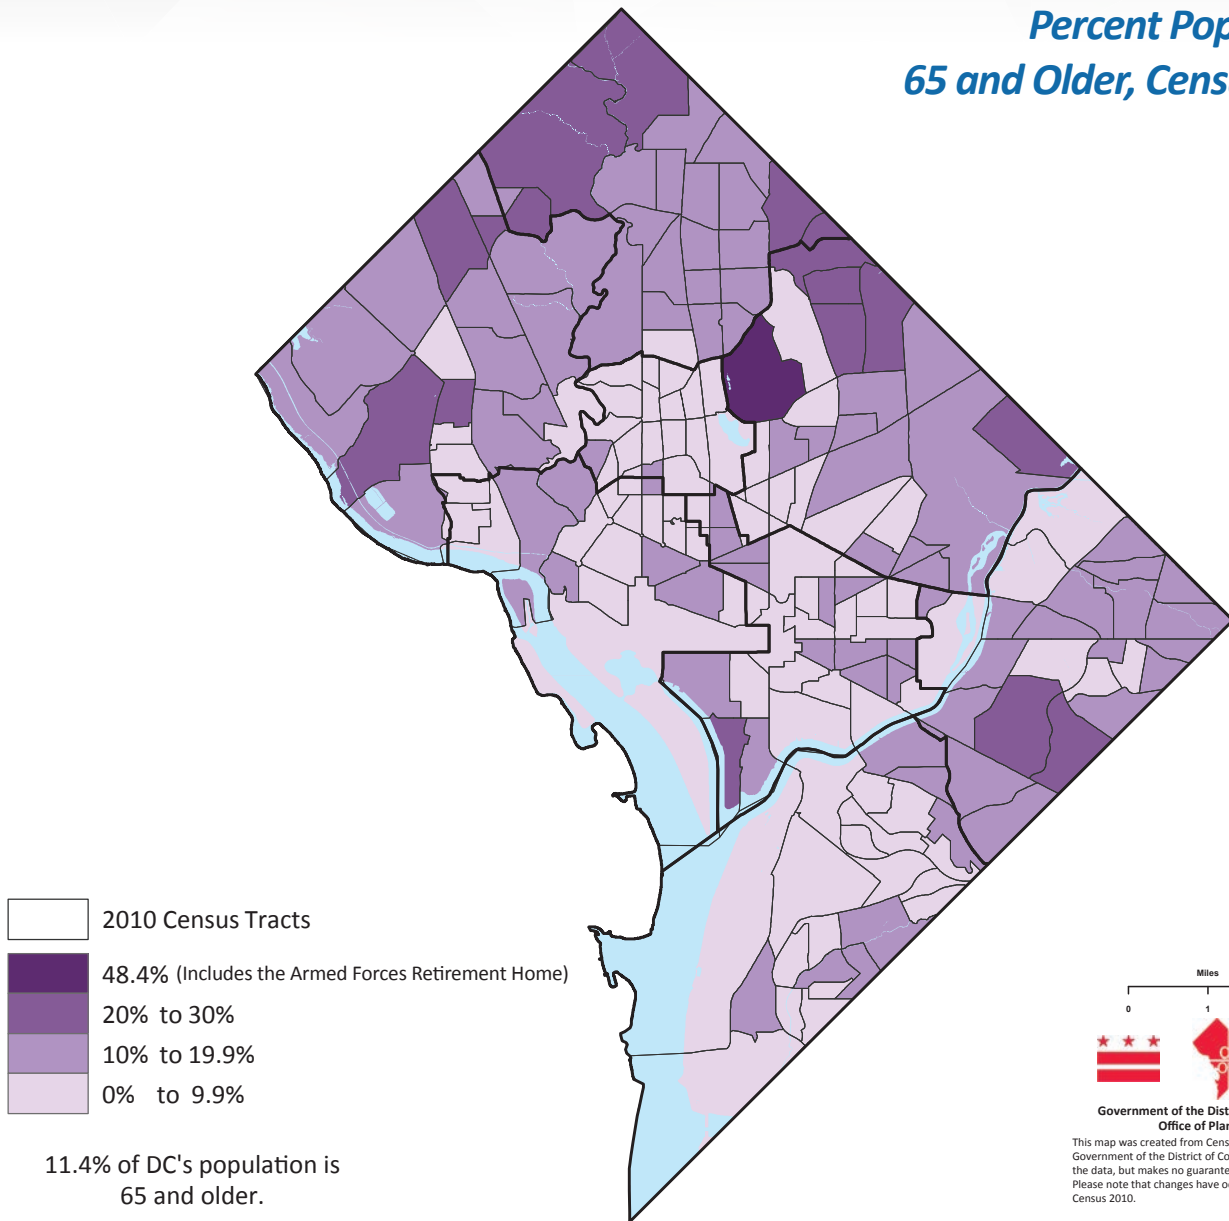 Percent Pop
65 and Older, Cens
2010 Census Tracts
48.4% (Includes the Armed Forces Retirement Home)
20% to 30%
10% to 19.9%
0% to 9.9%
11.4% of DC's population is
65 and older.
Miles
0 1
Government of the Dist
Office of Plan
This map was created from Cens
Government of the District of Co
the data, but makes no guarante
Please note that changes have o
Census 2010.